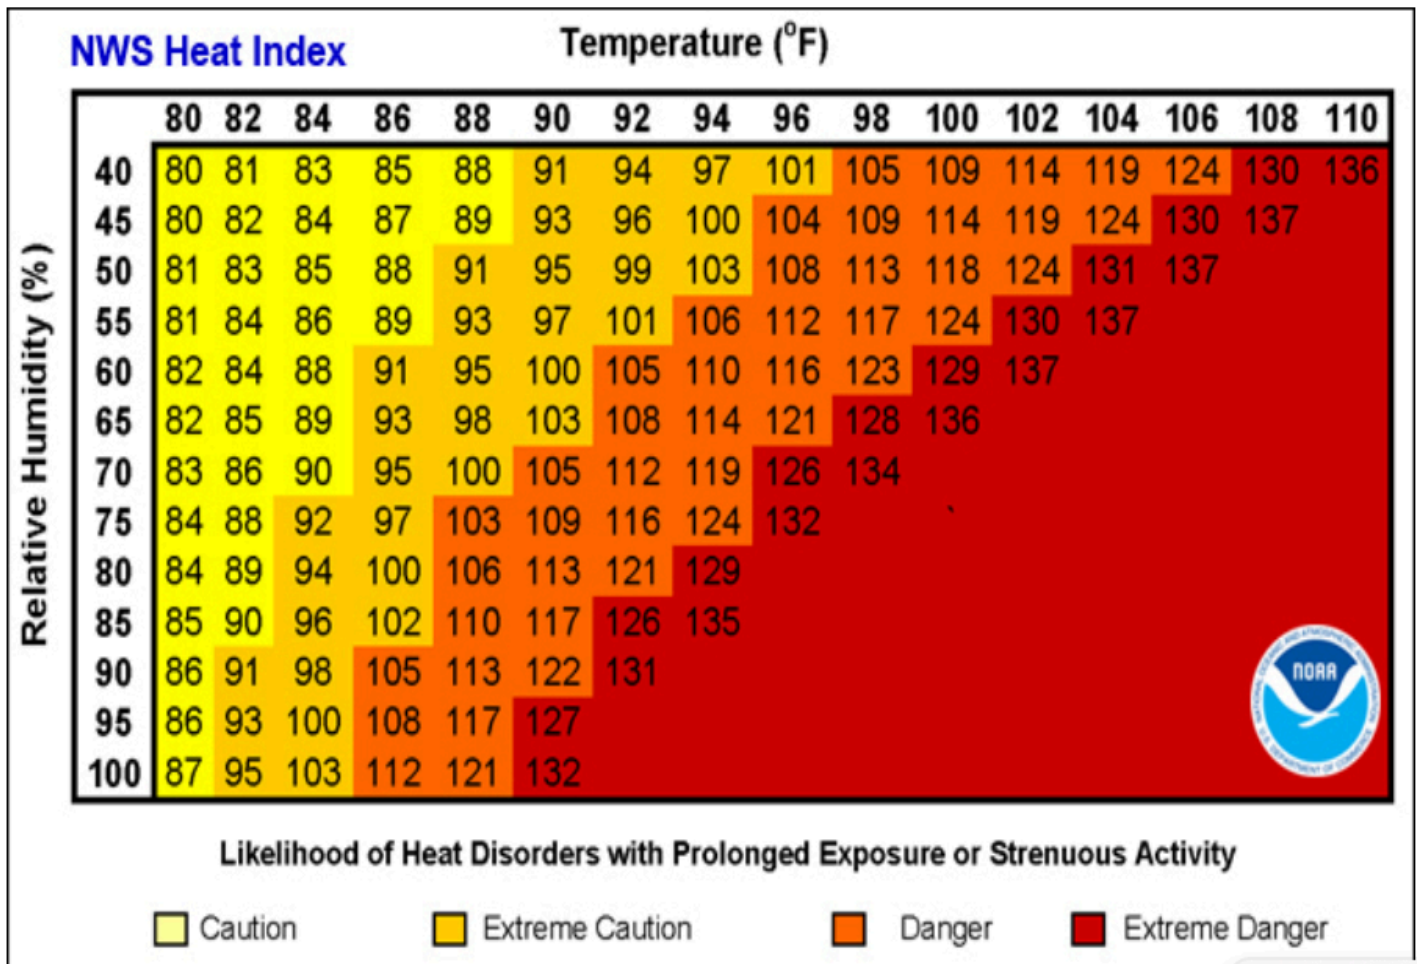 NWS Heat Index
Temperature (°F)
80 82 84 86 88 90 92 94 96 98 100 102 104 106 108 110
Relative Humidity (%)
40 80 81 83 85 88 91 94 97 101 105 109 114 119 124 130 136
45 80 82 84 87 89 93 96 100 104 109 114 119 124 130 137
50 81 83 85 88 91 95 99 103 108 113 118 124 131 137
55 81 84 86 89 93 97 101 106 112 117 124 130 137
60 82 84 88 91 95 100 105 110 116 123 129 137
65 82 85 89 93 98 103 108 114 121 128 136
70 83 86 90 95 100 105 112 119 126 134
75 84 88 92 97 103 109 116 124 132
80 84 89 94 100 106 113 121 129
85 85 90 96 102 110 117 126 135
90 86 91 98 105 113 122 131
95 86 93 100 108 117 127
100 87 95 103 112 121 132
NATIONAL OCEANIC AND ATMOSPHERIC ADMINISTRATION
NOAA
U.S. DEPARTMENT OF COMMERCE
Likelihood of Heat Disorders with Prolonged Exposure or Strenuous Activity
Caution
Extreme Caution
Danger
Extreme Danger